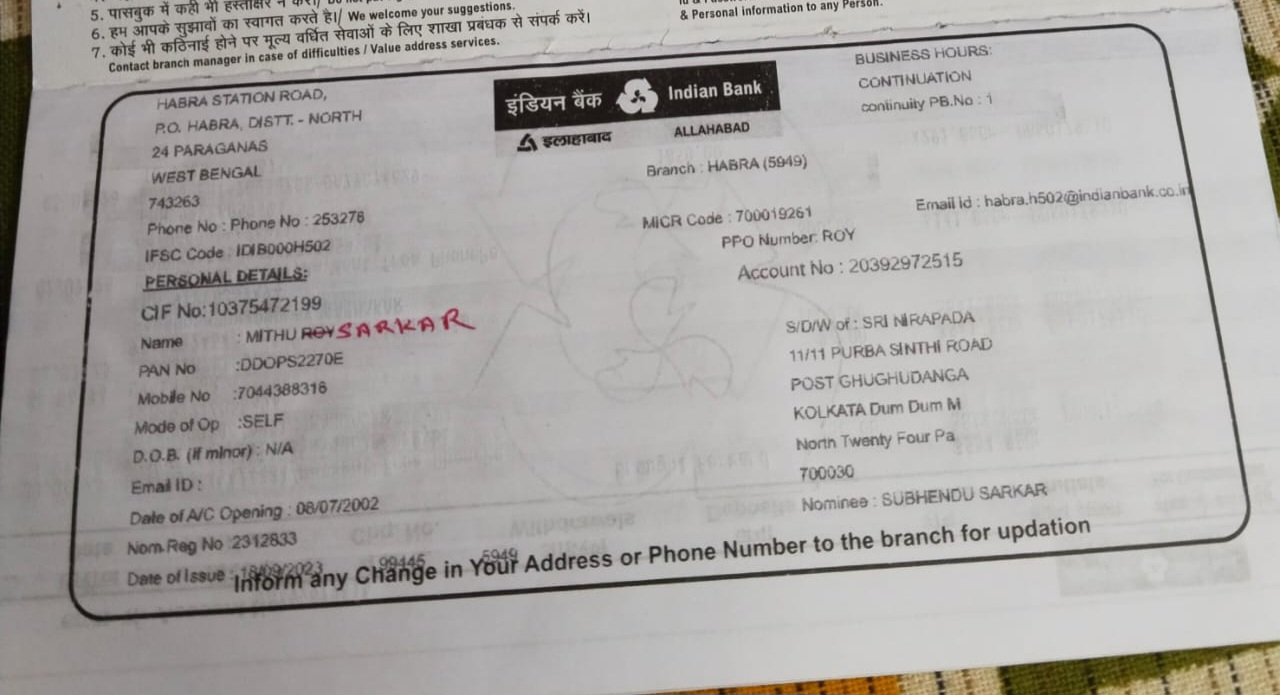 5. पासबुक में कही भी हस्ताक्षर न करें/
6. हम आपके सुझावों का स्वागत करते है।/ We welcome your suggestions.
7. कोई भी कठिनाई होने पर मूल्य वर्धित सेवाओं के लिए शाखा प्रबंधक से संपर्क करें।
Contact branch manager in case of difficulties / Value address services.
& Personal information to any Person.
HABRA STATION ROAD,
P.O. HABRA, DISTT. - NORTH
24 PARAGANAS
WEST BENGAL
743263
Phone No : Phone No : 253278
IFSC Code : IDIB000H502
इंडियन बैंक Indian Bank
इलाहाबाद ALLAHABAD
Branch : HABRA (5949)
MICR Code : 700019261
PPO Number: ROY
Account No : 20392972515
BUSINESS HOURS:
CONTINUATION
continuity PB.No : 1
Email Id : habra.h502@indianbank.co.in
PERSONAL DETAILS:
CIF No:10375472199
Name : MITHU ROY SARKAR
PAN No :DDOPS2270E
Mobile No :7044388316
Mode of Op :SELF
D.O.B. (if minor) : N/A
Email ID :
Date of A/C Opening : 08/07/2002
Nom.Reg No :2312833
Date of Issue : 18/09/2023 99445 5949
S/D/W of : SRI NIRAPADA
11/11 PURBA SINTHI ROAD
POST GHUGHUDANGA
KOLKATA Dum Dum M
North Twenty Four Pa
700030
Nominee : SUBHENDU SARKAR
Inform any Change in Your Address or Phone Number to the branch for updation